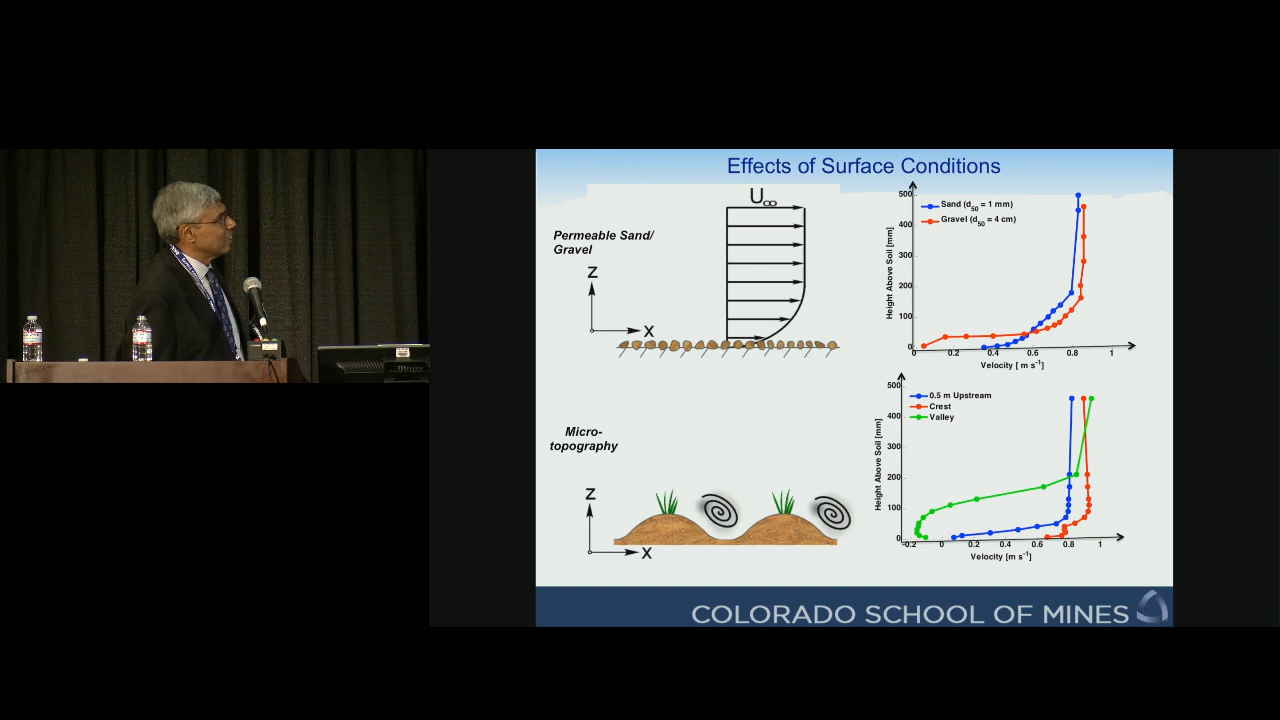 Effects of Surface Conditions
U∞
Permeable Sand/
Gravel
Z
X
Sand (d50 = 1 mm)
Gravel (d50 = 4 cm)
Height Above Soil [mm]
500
400
300
200
100
0
0
0.2
0.4
0.6
0.8
1
Velocity [ m s-1]
Micro-
topography
Z
X
0.5 m Upstream
Crest
Valley
Height Above Soil [mm]
500
400
300
200
100
0
-0.2
0
0.2
0.4
0.6
0.8
1
Velocity [m s-1]
COLORADO SCHOOL OF MINES